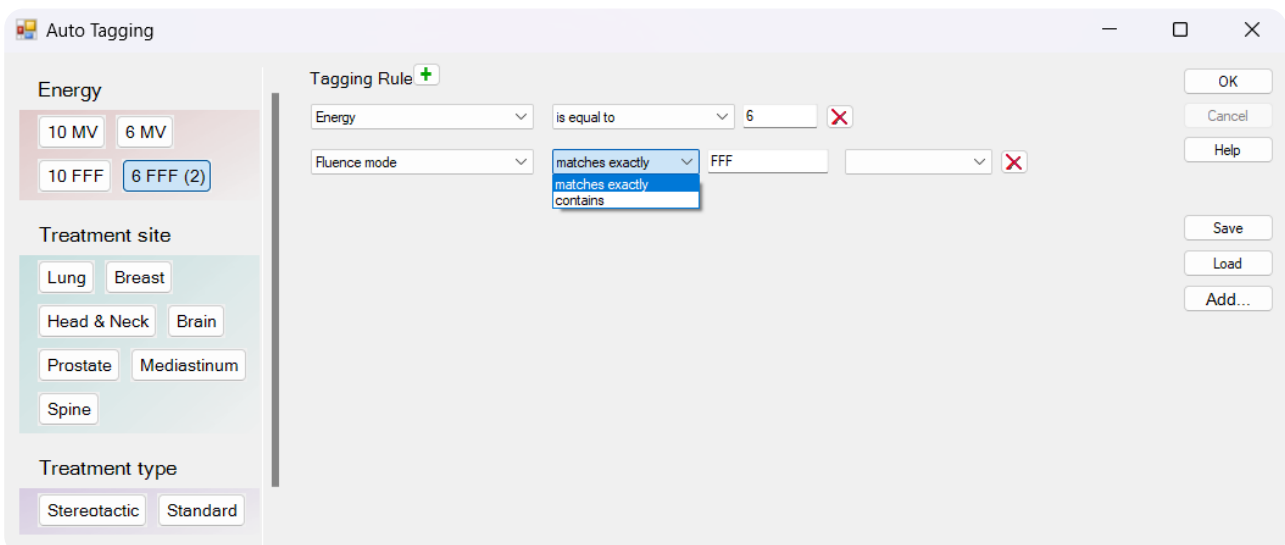 Auto Tagging
Energy
10 MV 6 MV
10 FFF 6 FFF (2)
Treatment site
Lung Breast
Head & Neck Brain
Prostate Mediastinum
Spine
Treatment type
Stereotactic Standard
Tagging Rule
Energy is equal to 6
Fluence mode matches exactly FFF
matches exactly
contains
OK
Cancel
Help
Save
Load
Add...